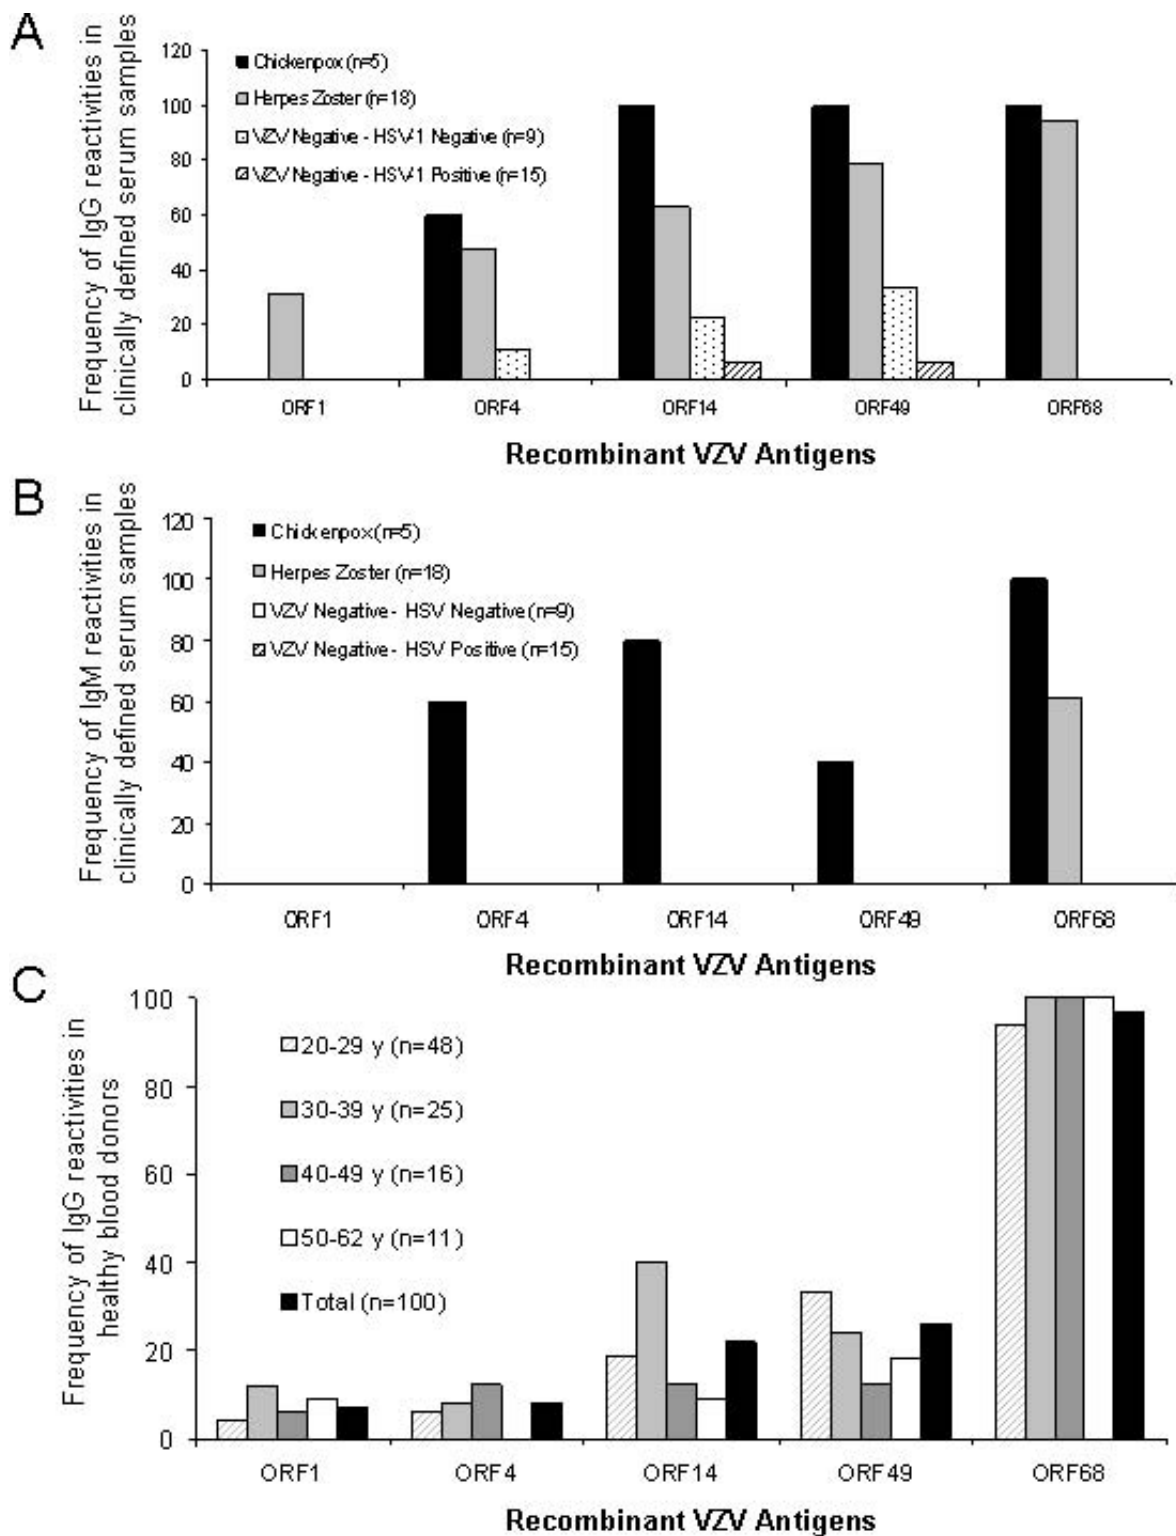 A
Frequency of IgG reactivities in
clinically defined serum samples
120
100
80
60
40
20
0
Chickenpox (n=5)
Herpes Zoster (n=18)
VZV Negative - HSV-1 Negative (n=9)
VZV Negative - HSV-1 Positive (n=15)
ORF1 ORF4 ORF14 ORF49 ORF68
Recombinant VZV Antigens
B
Frequency of IgM reactivities in
clinically defined serum samples
120
100
80
60
40
20
0
Chickenpox (n=5)
Herpes Zoster (n=18)
VZV Negative - HSV Negative (n=9)
VZV Negative - HSV Positive (n=15)
ORF1 ORF4 ORF14 ORF49 ORF68
Recombinant VZV Antigens
C
Frequency of IgG reactivities in
healthy blood donors
100
80
60
40
20
0
20-29 y (n=48)
30-39 y (n=25)
40-49 y (n=16)
50-62 y (n=11)
Total (n=100)
ORF1 ORF4 ORF14 ORF49 ORF68
Recombinant VZV Antigens